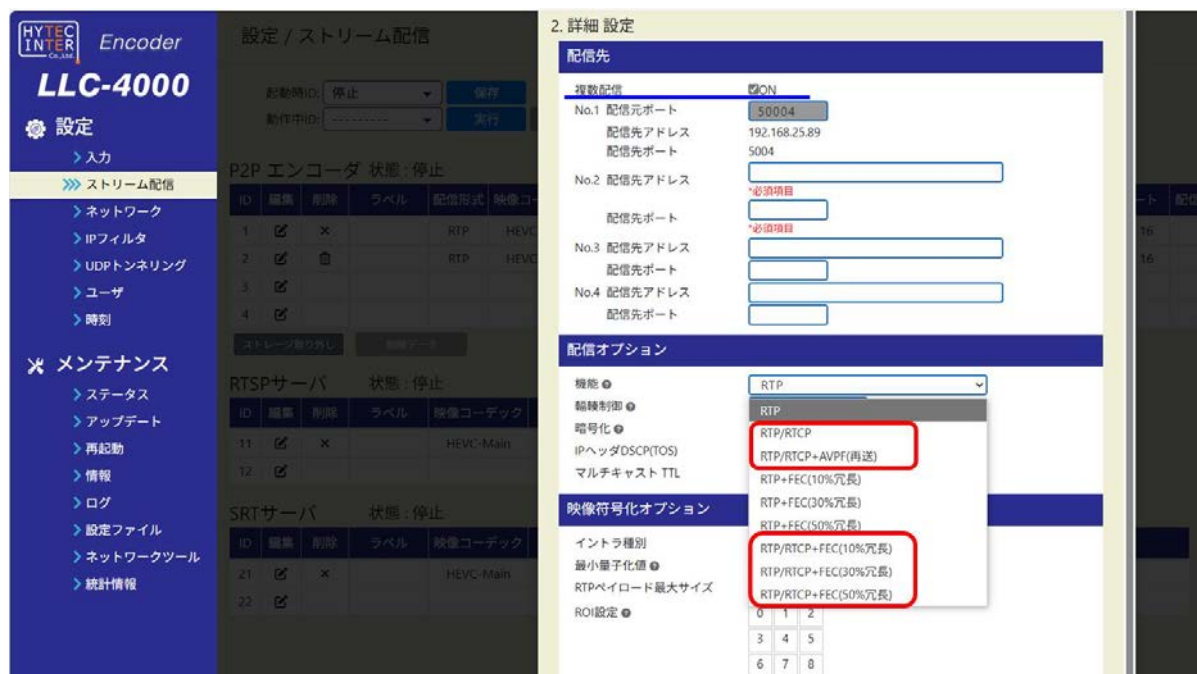 HYTEC
INTER
Co.,Ltd.
Encoder
LLC-4000
設定
入力
ストリーム配信
ネットワーク
IPフィルタ
UDPトンネリング
ユーザ
時刻
メンテナンス
ステータス
アップデート
再起動
情報
ログ
設定ファイル
ネットワークツール
統計情報
設定 / ストリーム配信
起動時ID: 停止 保存
動作中ID: --------- 実行
P2P エンコーダ 状態 : 停止
ID 編集 削除 ラベル 配信形式 映像コー
1 RTP HEVC 16
2 RTP HEVC 16
3
4
ストレージ取り外し
RTSPサーバ 状態 : 停止
ID 編集 削除 ラベル 映像コーデック
11 HEVC-Main
12
SRTサーバ 状態 : 停止
ID 編集 削除 ラベル 映像コーデック
21 HEVC-Main
22
2. 詳細 設定
配信先
複数配信 ON
No.1 配信元ポート 50004
配信先アドレス 192.168.25.89
配信先ポート 5004
No.2 配信先アドレス
*必須項目
配信先ポート
*必須項目
No.3 配信先アドレス
配信先ポート
No.4 配信先アドレス
配信先ポート
配信オプション
機能 RTP
輻輳制御
暗号化
IPヘッダDSCP(TOS)
マルチキャスト TTL
RTP
RTP/RTCP
RTP/RTCP+AVPF(再送)
RTP+FEC(10%冗長)
RTP+FEC(30%冗長)
RTP+FEC(50%冗長)
RTP/RTCP+FEC(10%冗長)
RTP/RTCP+FEC(30%冗長)
RTP/RTCP+FEC(50%冗長)
映像符号化オプション
イントラ種別
最小量子化値
RTPペイロード最大サイズ
ROI設定
0 1 2
3 4 5
6 7 8